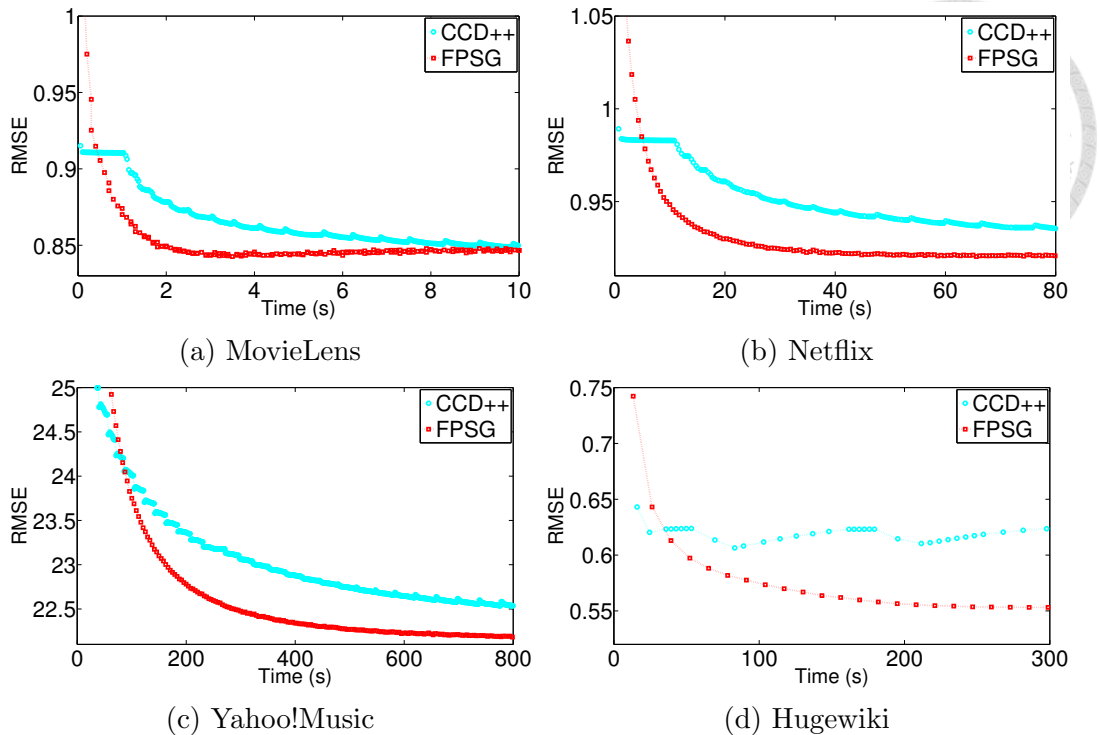 1
0.95
0.9
0.85
RMSE
0 2 4 6 8 10
Time (s)
CCD++
FPSG
(a) MovieLens
1.05
1
0.95
RMSE
0 20 40 60 80
Time (s)
CCD++
FPSG
(b) Netflix
25
24.5
24
23.5
23
22.5
RMSE
0 200 400 600 800
Time (s)
CCD++
FPSG
(c) Yahoo!Music
0.75
0.7
0.65
0.6
0.55
RMSE
0 100 200 300
Time (s)
CCD++
FPSG
(d) Hugewiki